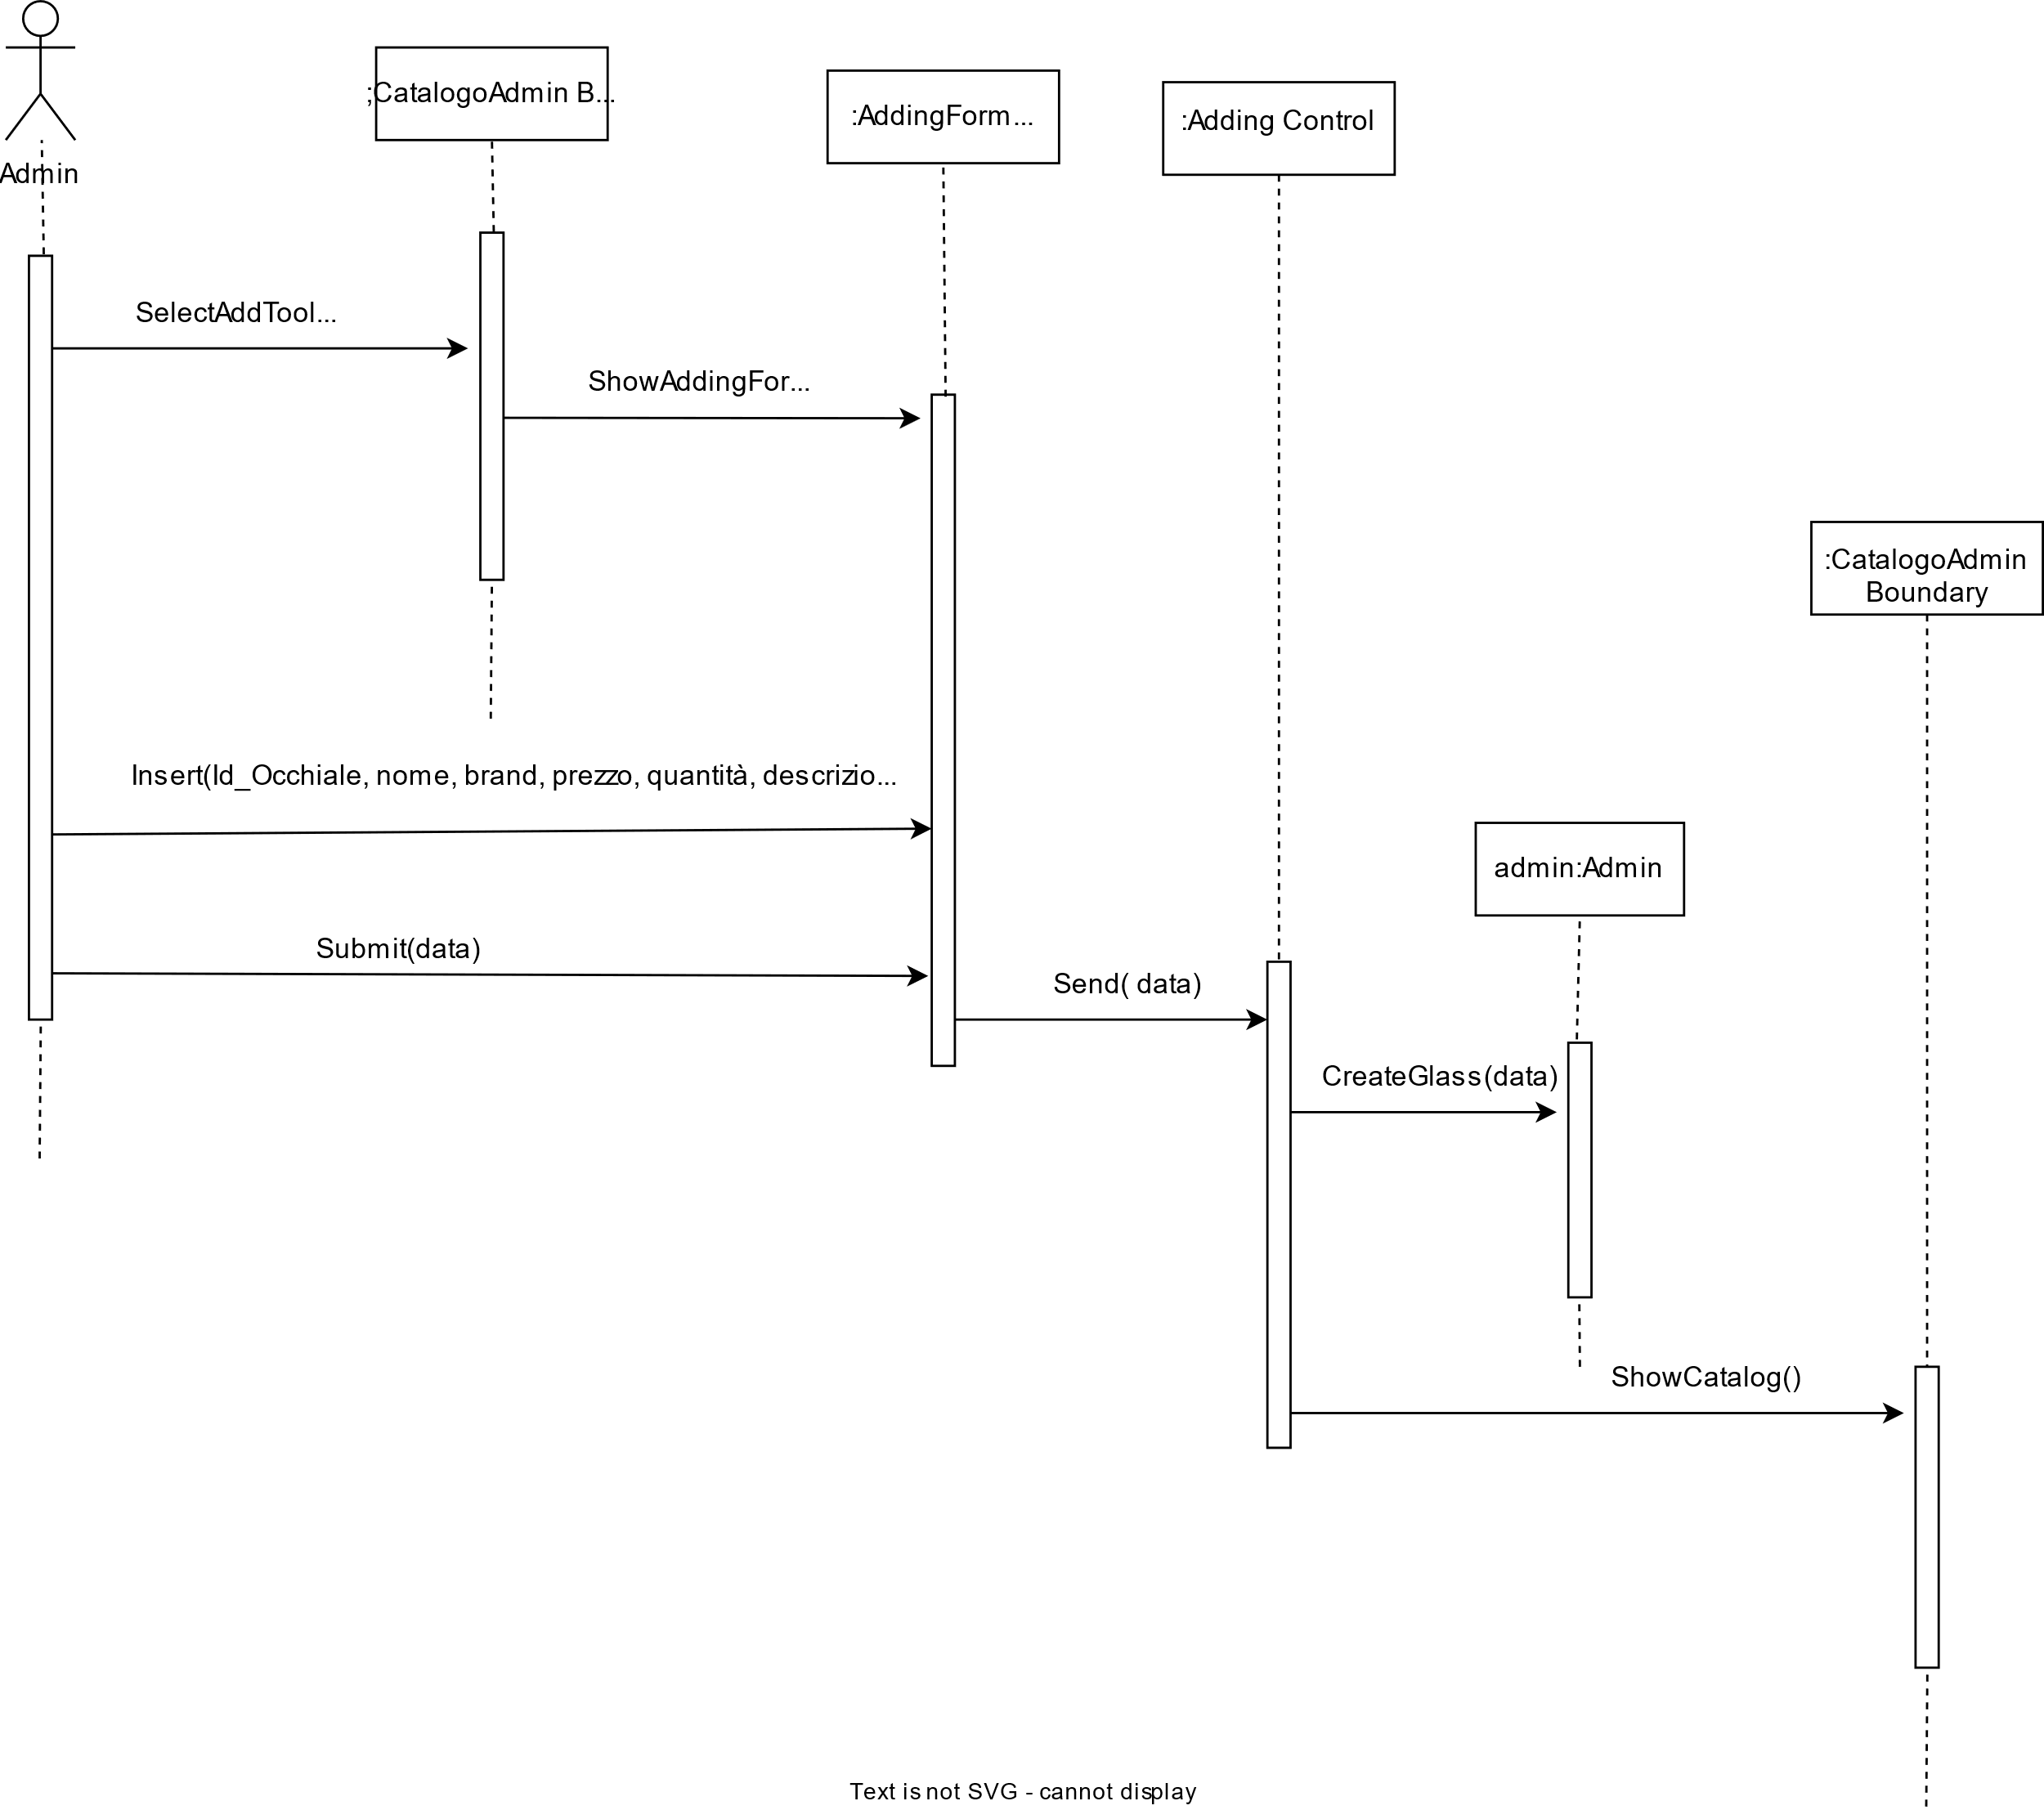 Admin
;CatalogoAdmin B...
:AddingForm...
:Adding Control
SelectAddTool...
ShowAddingFor...
:CatalogoAdmin
Boundary
Insert(Id_Occhiale, nome, brand, prezzo, quantità, descrizio...
admin:Admin
Submit(data)
Send( data)
CreateGlass(data)
ShowCatalog()
Text is not SVG - cannot display